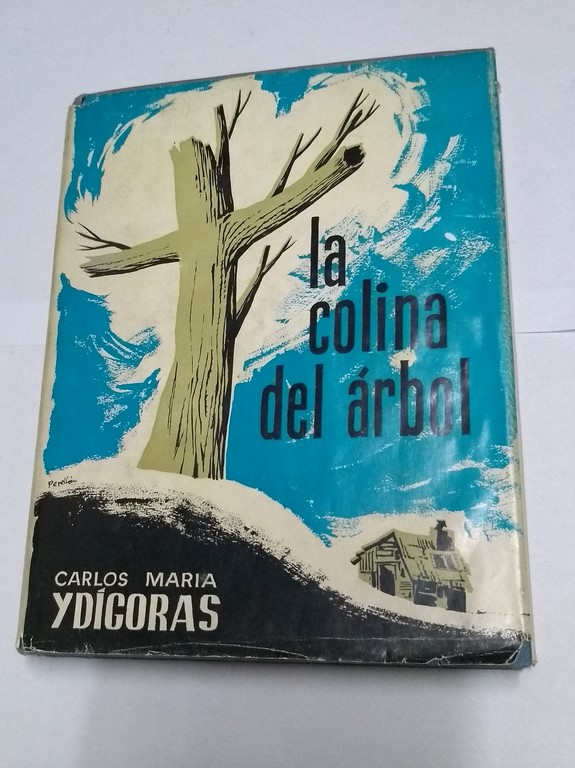 la
colina
del árbol
CARLOS MARIA
YDÍGORAS